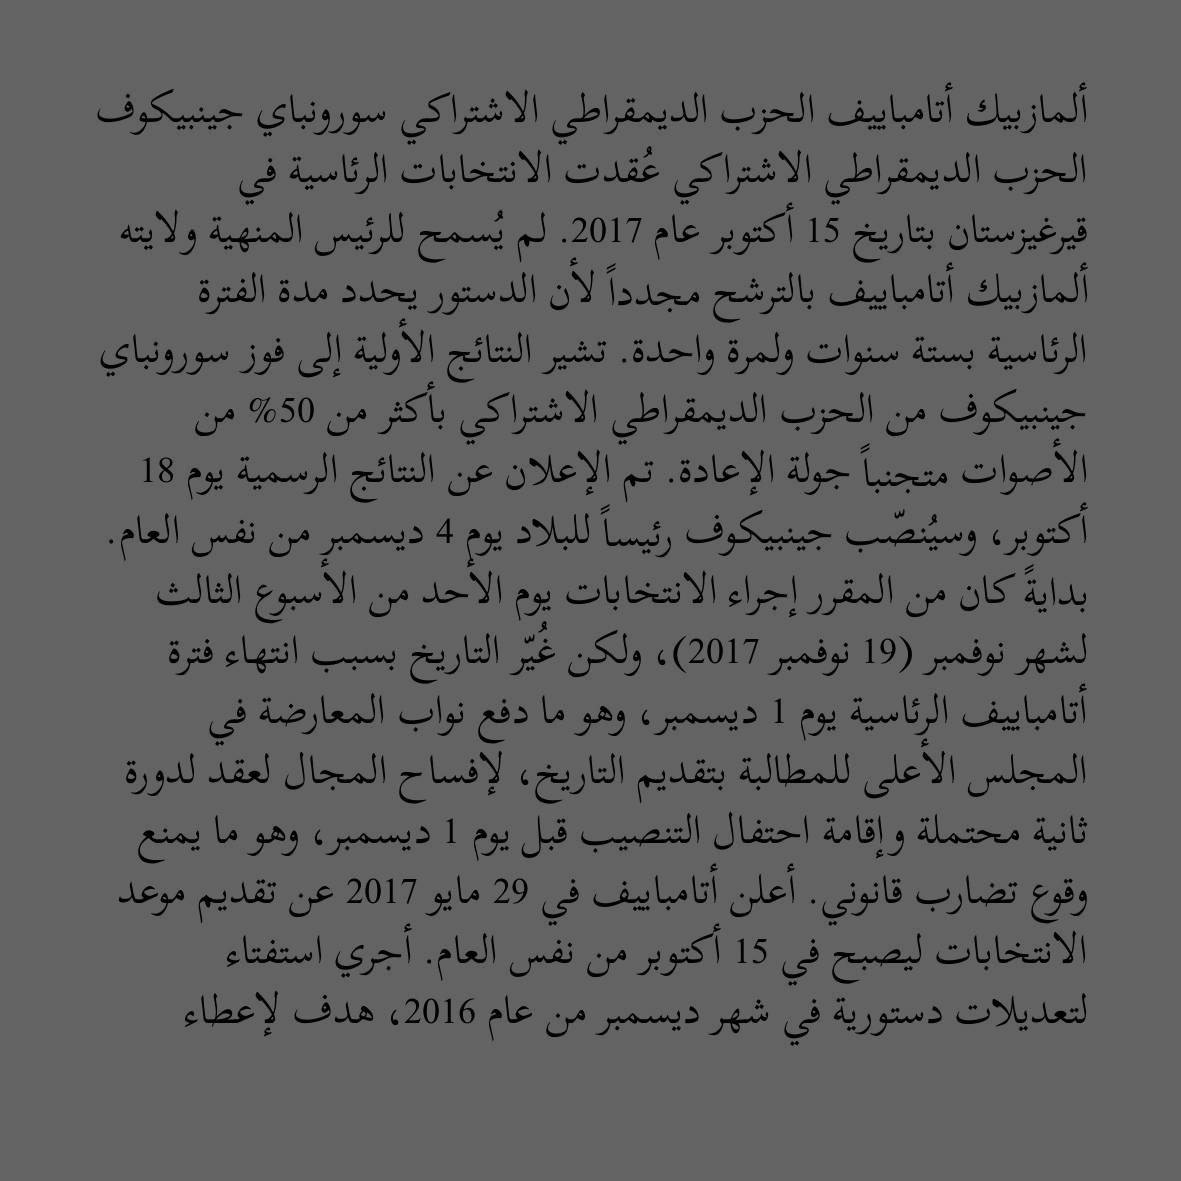 ألمازبيك أتامباييف الحزب الديمقراطي الاشتراكي سورونباي جينبيكوف
الحزب الديمقراطي الاشتراكي عُقدت الانتخابات الرئاسية في
قيرغيزستان بتاريخ 15 أكتوبر عام 2017. لم يُسمح للرئيس المنهية ولايته
ألمازبيك أتامباييف بالترشح مجدداً لأن الدستور يحدد مدة الفترة
الرئاسية بستة سنوات ولمرة واحدة. تشير النتائج الأولية إلى فوز سورونباي
جينبيكوف من الحزب الديمقراطي الاشتراكي بأكثر من 50% من
الأصوات متجنباً جولة الإعادة. تم الإعلان عن النتائج الرسمية يوم 18
أكتوبر، وسيُنصّب جينبيكوف رئيساً للبلاد يوم 4 ديسمبر من نفس العام.
بدايةً كان من المقرر إجراء الانتخابات يوم الأحد من الأسبوع الثالث
لشهر نوفمبر (19 نوفمبر 2017)، ولكن غُيّر التاريخ بسبب انتهاء فترة
أتامباييف الرئاسية يوم 1 ديسمبر، وهو ما دفع نواب المعارضة في
المجلس الأعلى للمطالبة بتقديم التاريخ، لإفساح المجال لعقد لدورة
ثانية محتملة وإقامة احتفال التنصيب قبل يوم 1 ديسمبر، وهو ما يمنع
وقوع تضارب قانوني. أعلن أتامباييف في 29 مايو 2017 عن تقديم موعد
الانتخابات ليصبح في 15 أكتوبر من نفس العام. أجري استفتاء
لتعديلات دستورية في شهر ديسمبر من عام 2016، هدف لإعطاء